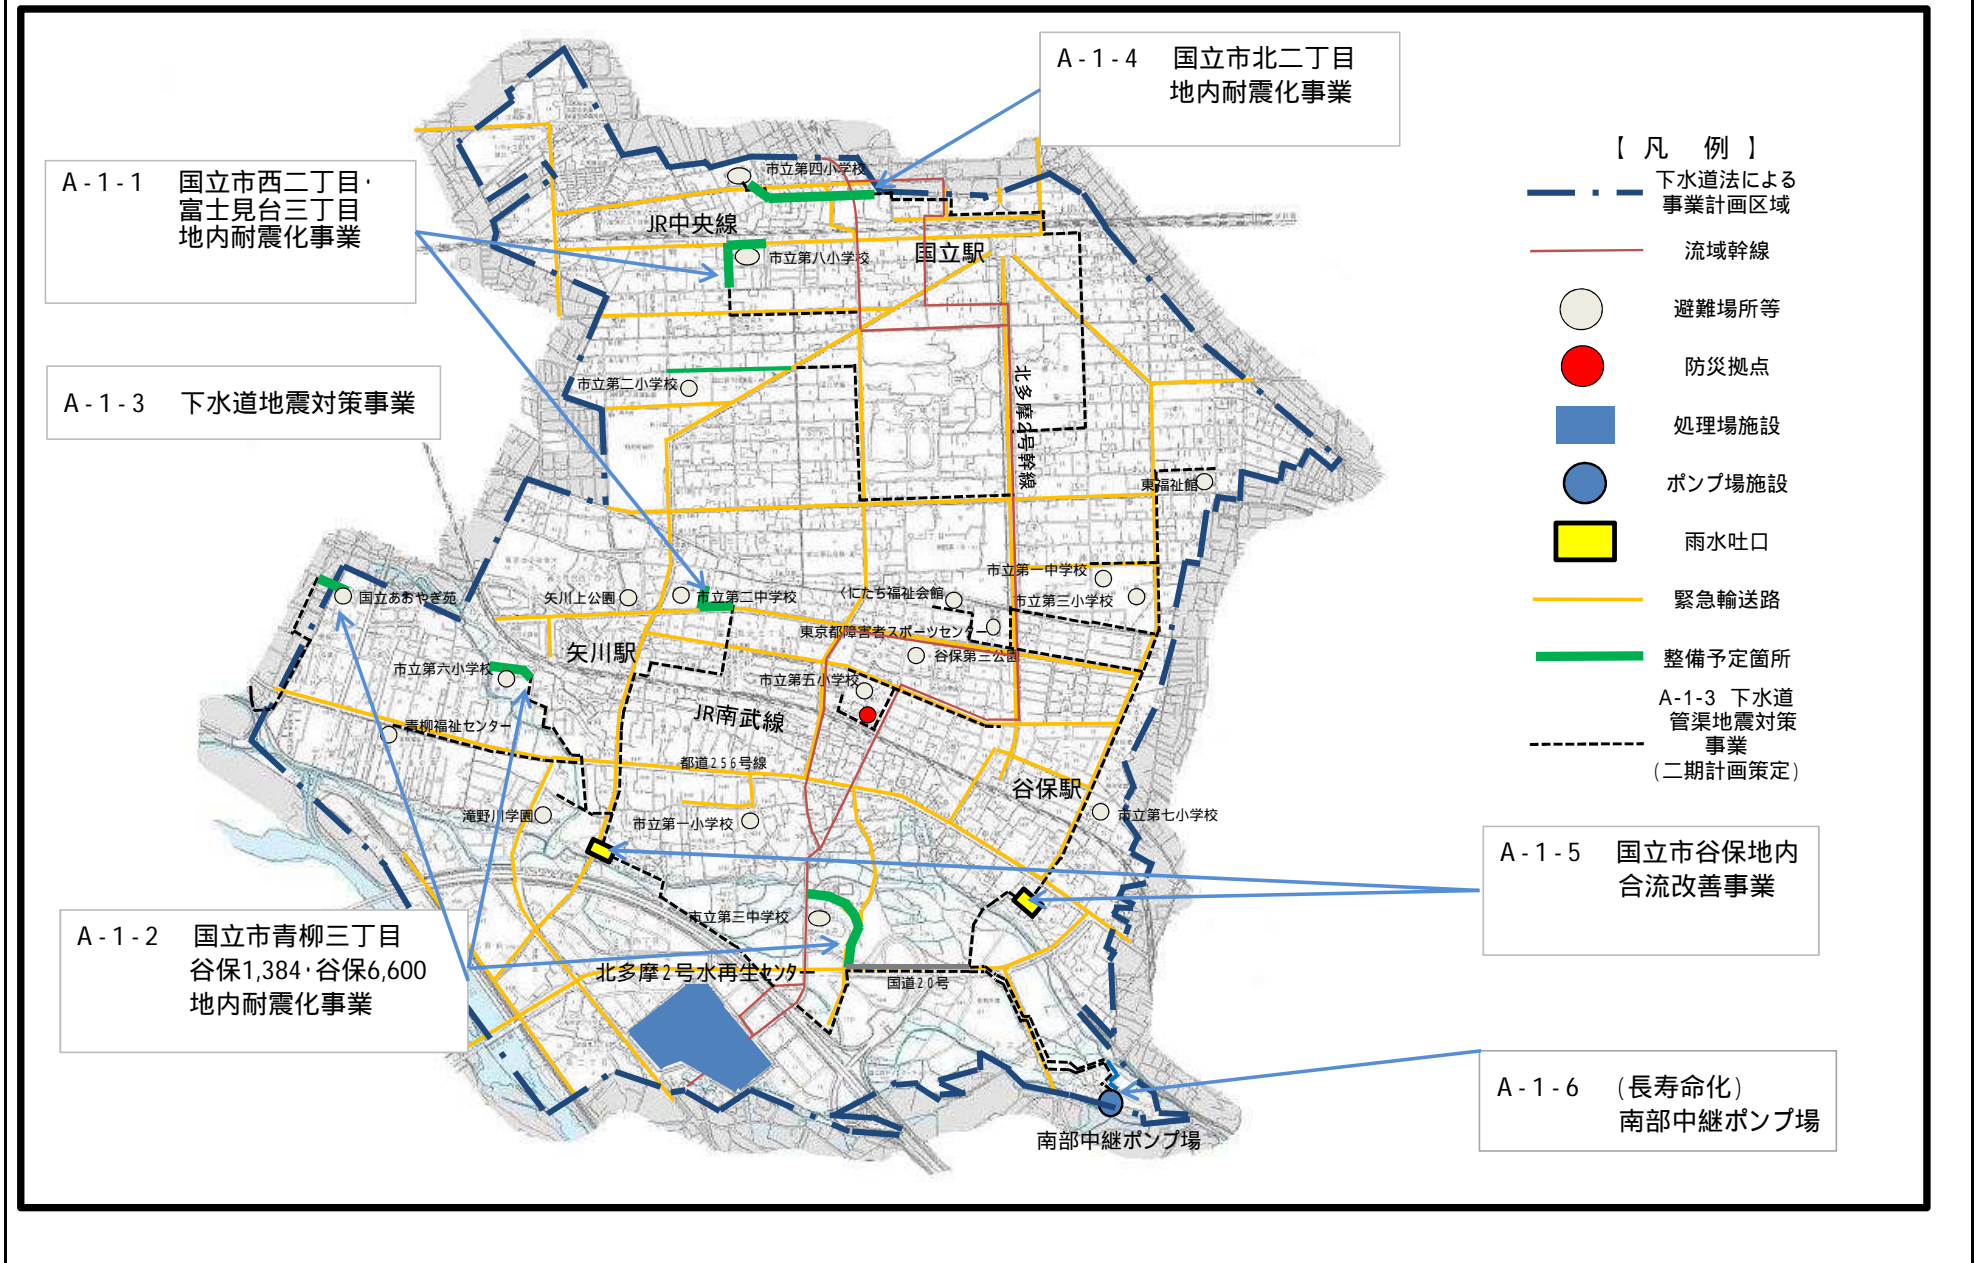 A-1-4 国立市北二丁目
地内耐震化事業
A-1-1 国立市西二丁目・
富士見台三丁目
地内耐震化事業
A-1-3 下水道地震対策事業
A-1-2 国立市青柳三丁目
谷保1,384・谷保6,600
地内耐震化事業
市立第四小学校
JR中央線
市立第八小学校
国立駅
市立第二小学校
北多摩2号幹線
東福祉館
市立第一中学校
国立あおやぎ苑
矢川上公園
市立第二中学校
くにたち福祉会館
市立第三小学校
東京都障害者スポーツセンター
矢川駅
谷保第三公園
市立第六小学校
市立第五小学校
JR南武線
青柳福祉センター
都道256号線
谷保駅
滝野川学園
市立第一小学校
市立第七小学校
市立第三中学校
北多摩2号水再生センター
国道20号
南部中継ポンプ場
【 凡 例 】
下水道法による
事業計画区域
流域幹線
避難場所等
防災拠点
処理場施設
ポンプ場施設
雨水吐口
緊急輸送路
整備予定箇所
A-1-3 下水道
管渠地震対策
事業
(二期計画策定)
A-1-5 国立市谷保地内
合流改善事業
A-1-6 (長寿命化)
南部中継ポンプ場